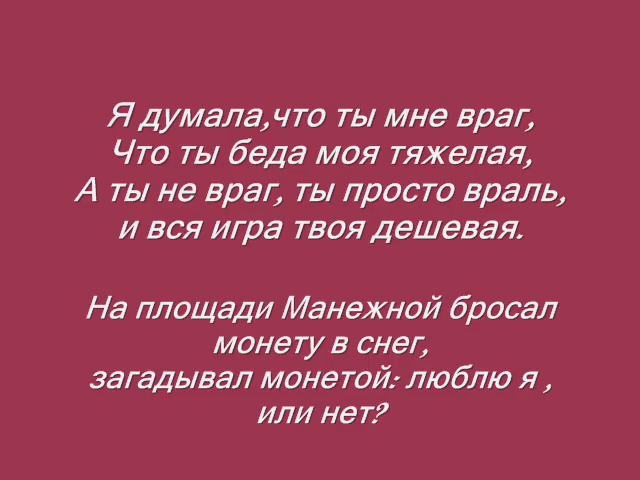 Я думала,что ты мне враг,
Что ты беда моя тяжелая,
А ты не враг, ты просто враль,
и вся игра твоя дешевая.
На площади Манежной бросал
монету в снег,
загадывал монетой: люблю я ,
или нет?